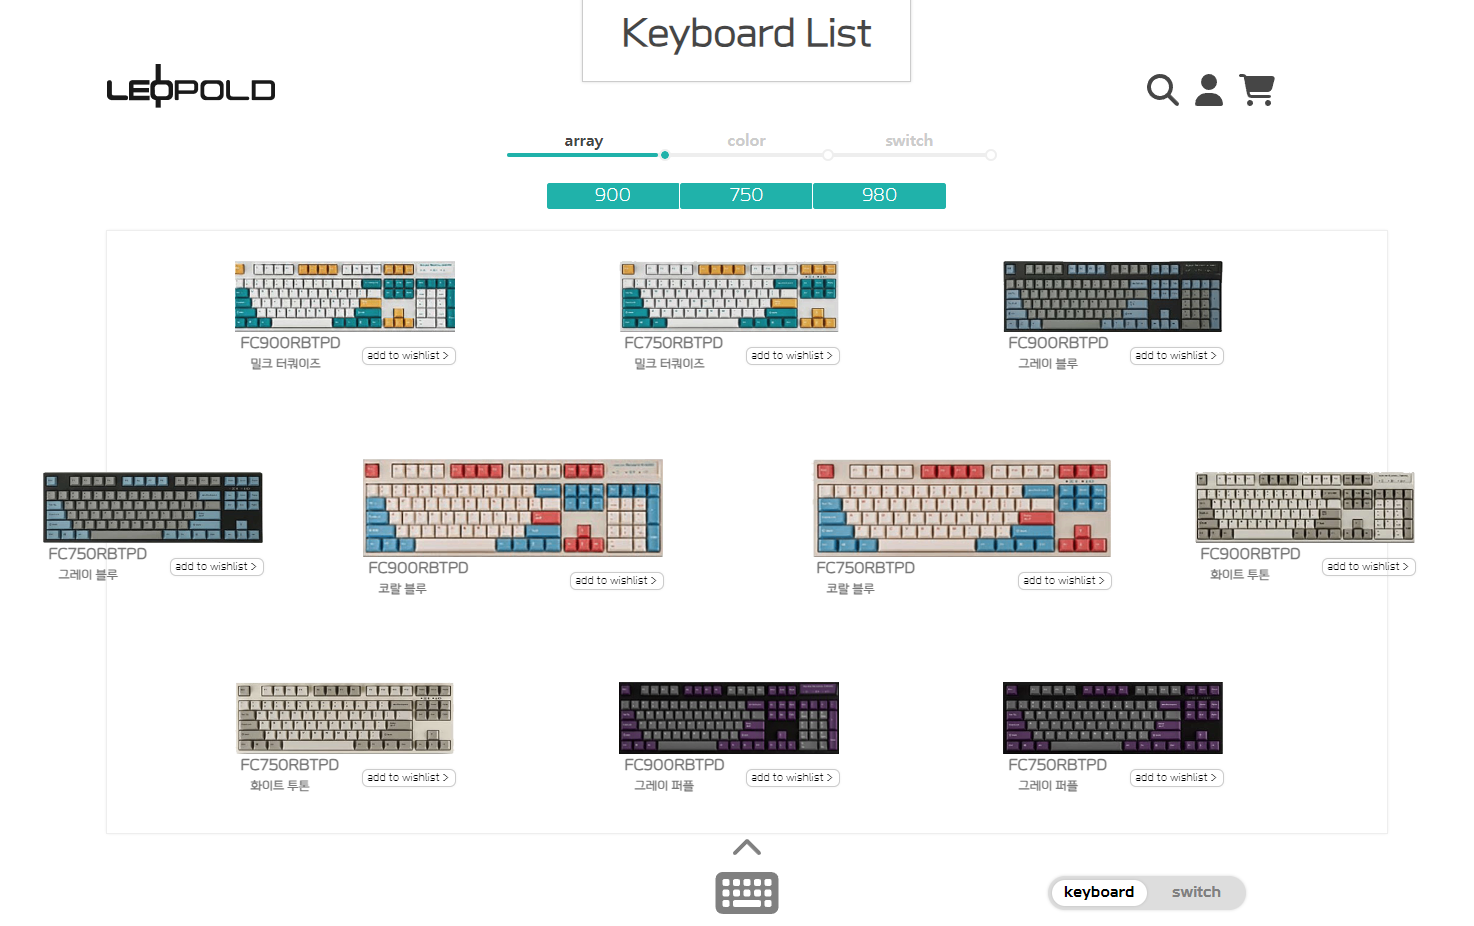 Keyboard List
LEOPOLD
array color switch
900 750 980
FC900RBTPD
밀크 터쿼이즈
add to wishlist >
FC750RBTPD
밀크 터쿼이즈
add to wishlist >
FC900RBTPD
그레이 블루
add to wishlist >
FC750RBTPD
그레이 블루
add to wishlist >
FC900RBTPD
코랄 블루
add to wishlist >
FC750RBTPD
코랄 블루
add to wishlist >
FC900RBTPD
화이트 투톤
add to wishlist >
FC750RBTPD
화이트 투톤
add to wishlist >
FC900RBTPD
그레이 퍼플
add to wishlist >
FC750RBTPD
그레이 퍼플
add to wishlist >
keyboard switch